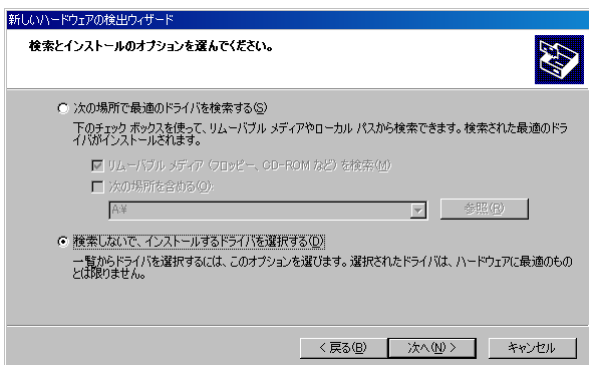 新しいハードウェアの検出ウィザード
検索とインストールのオプションを選んでください。
次の場所で最適のドライバを検索する(S)
下のチェック ボックスを使って、リムーバブル メディアやローカル パスから検索できます。検索された最適のドラ
イバがインストールされます。
リムーバブル メディア (フロッピー、CD-ROM など) を検索(M)
次の場所を含める(O):
A¥
参照(R)
検索しないで、インストールするドライバを選択する(D)
一覧からドライバを選択するには、このオプションを選びます。選択されたドライバは、ハードウェアに最適のもの
とは限りません。
< 戻る(B)
次へ(N) >
キャンセル